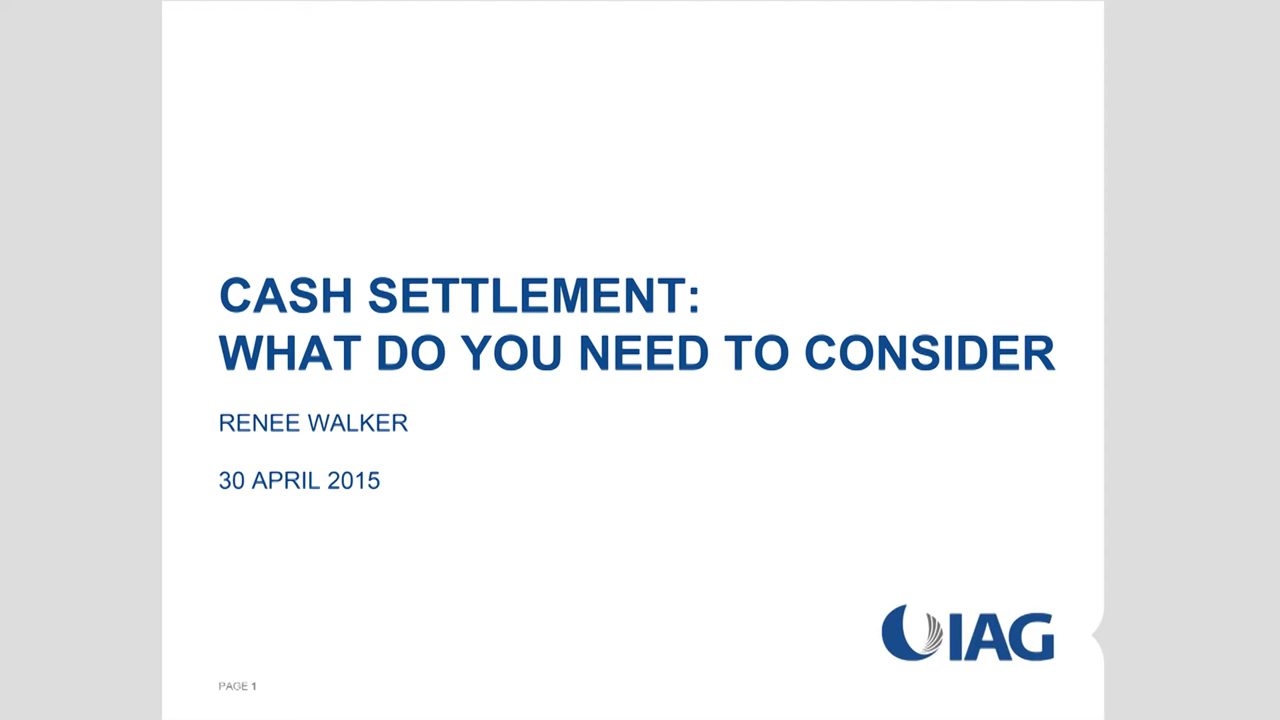 CASH SETTLEMENT:
WHAT DO YOU NEED TO CONSIDER
RENEE WALKER
30 APRIL 2015
IAG
PAGE 1